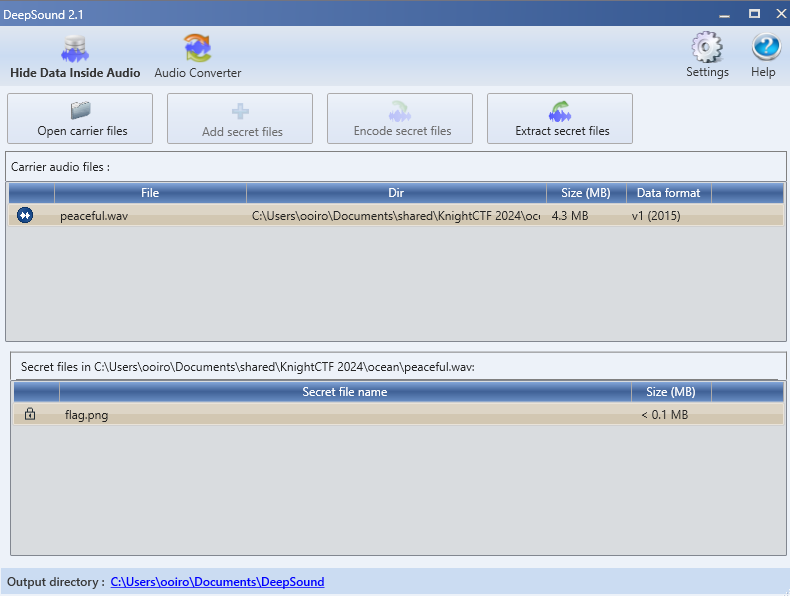 DeepSound 2.1
Hide Data Inside Audio Audio Converter Settings Help
Open carrier files Add secret files Encode secret files Extract secret files
Carrier audio files :
File Dir Size (MB) Data format
peaceful.wav C:\Users\ooiro\Documents\shared\KnightCTF 2024\oc 4.3 MB v1 (2015)
Secret files in C:\Users\ooiro\Documents\shared\KnightCTF 2024\ocean\peaceful.wav:
Secret file name Size (MB)
flag.png < 0.1 MB
Output directory : C:\Users\ooiro\Documents\DeepSound